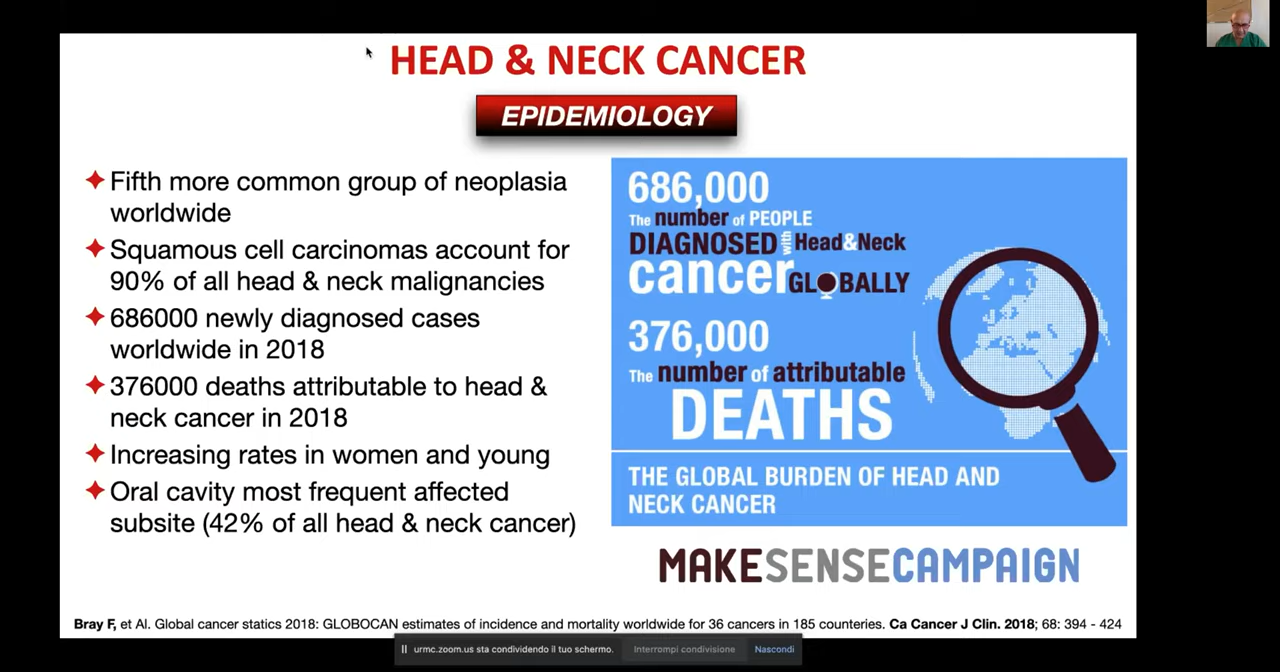 HEAD & NECK CANCER
EPIDEMIOLOGY
Fifth more common group of neoplasia
worldwide
Squamous cell carcinomas account for
90% of all head & neck malignancies
686000 newly diagnosed cases
worldwide in 2018
376000 deaths attributable to head &
neck cancer in 2018
Increasing rates in women and young
Oral cavity most frequent affected
subsite (42% of all head & neck cancer)
686,000
The number of PEOPLE
DIAGNOSED with Head&Neck
cancer GLOBALLY
376,000
The number of attributable
DEATHS
THE GLOBAL BURDEN OF HEAD AND
NECK CANCER
MAKESENSECAMPAIGN
Bray F, et Al. Global cancer statics 2018: GLOBOCAN estimates of incidence and mortality worldwide for 36 cancers in 185 counteries. Ca Cancer J Clin. 2018; 68: 394 - 424
urmc.zoom.us sta condividendo il tuo schermo. Interrompi condivisione Nascondi